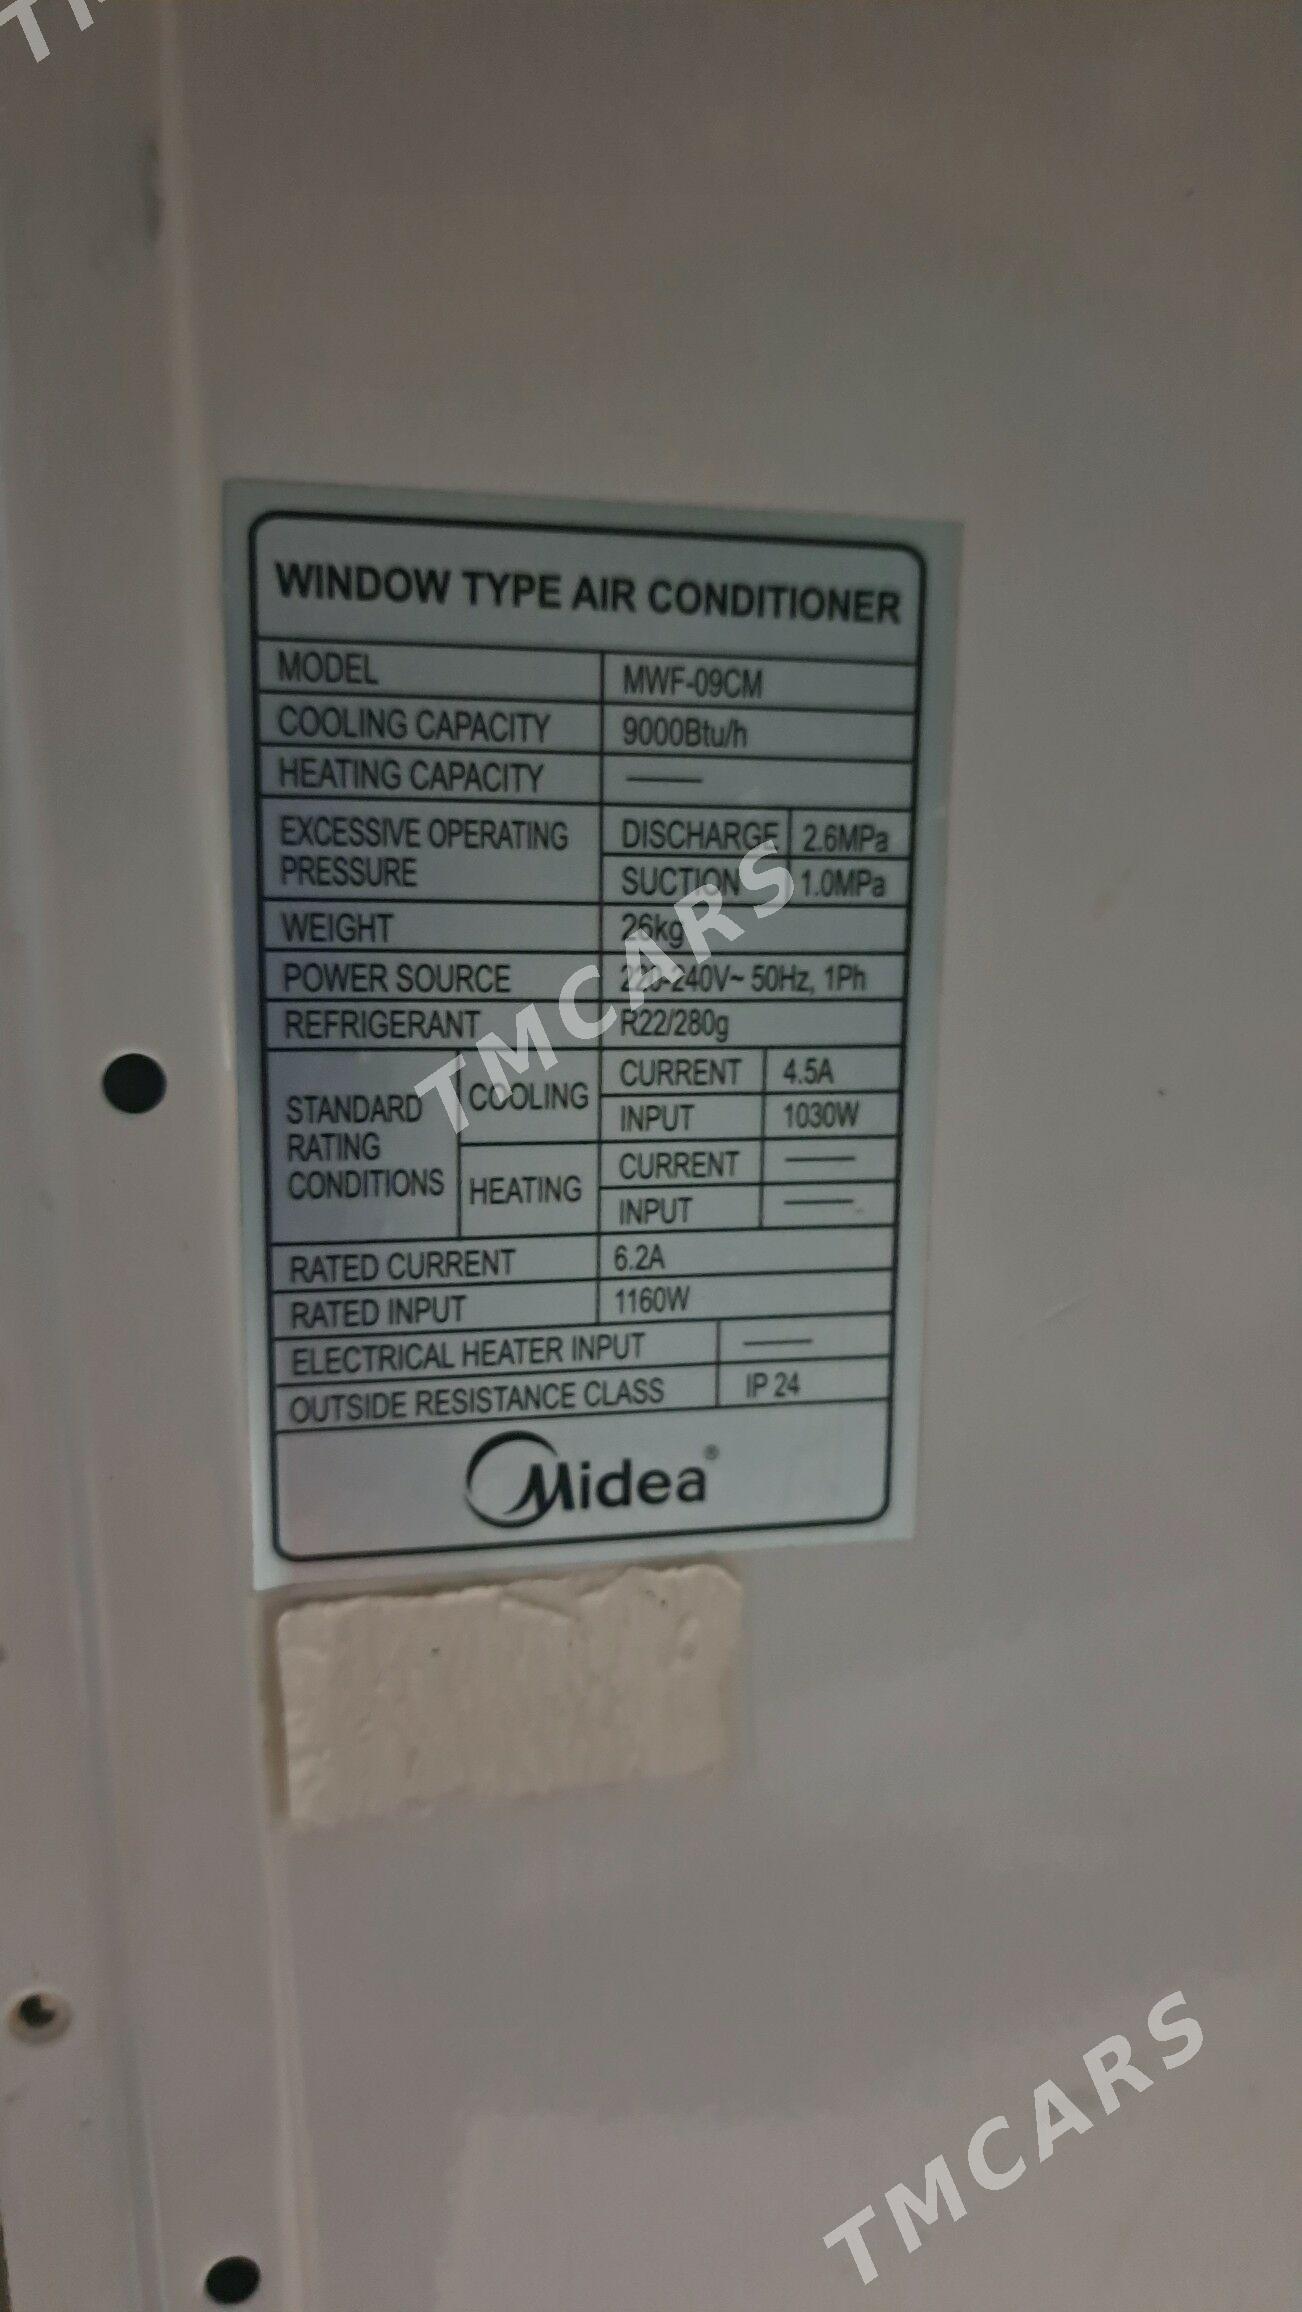 WINDOW TYPE AIR CONDITIONER
MODEL MWF-09CM
COOLING CAPACITY 9000Btu/h
HEATING CAPACITY ——
EXCESSIVE OPERATING PRESSURE DISCHARGE 2.6MPa
SUCTION 1.0MPa
WEIGHT 26kg
POWER SOURCE 220-240V~ 50Hz, 1Ph
REFRIGERANT R22/280g
STANDARD RATING CONDITIONS COOLING CURRENT 4.5A
INPUT 1030W
HEATING CURRENT ——
INPUT ——
RATED CURRENT 6.2A
RATED INPUT 1160W
ELECTRICAL HEATER INPUT ——
OUTSIDE RESISTANCE CLASS IP 24
Midea®
TMCARS
TMCARS